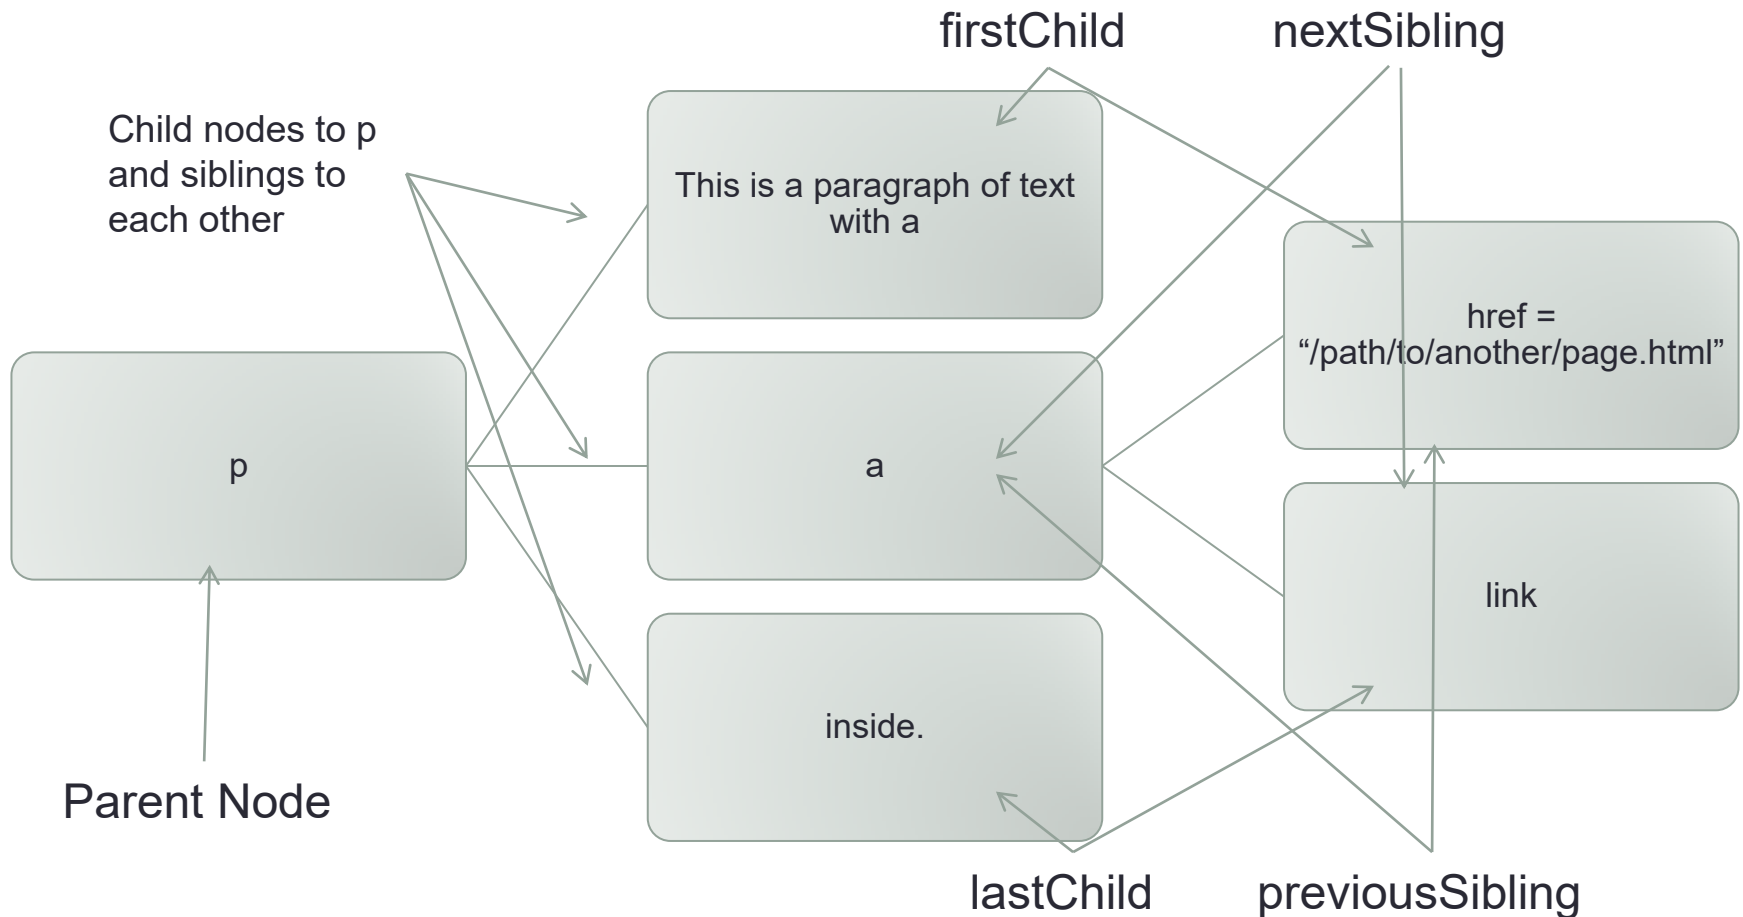 firstChild
nextSibling
Child nodes to p
and siblings to
each other
This is a paragraph of text
with a
href =
“/path/to/another/page.html”
p
a
link
inside.
Parent Node
lastChild
previousSibling